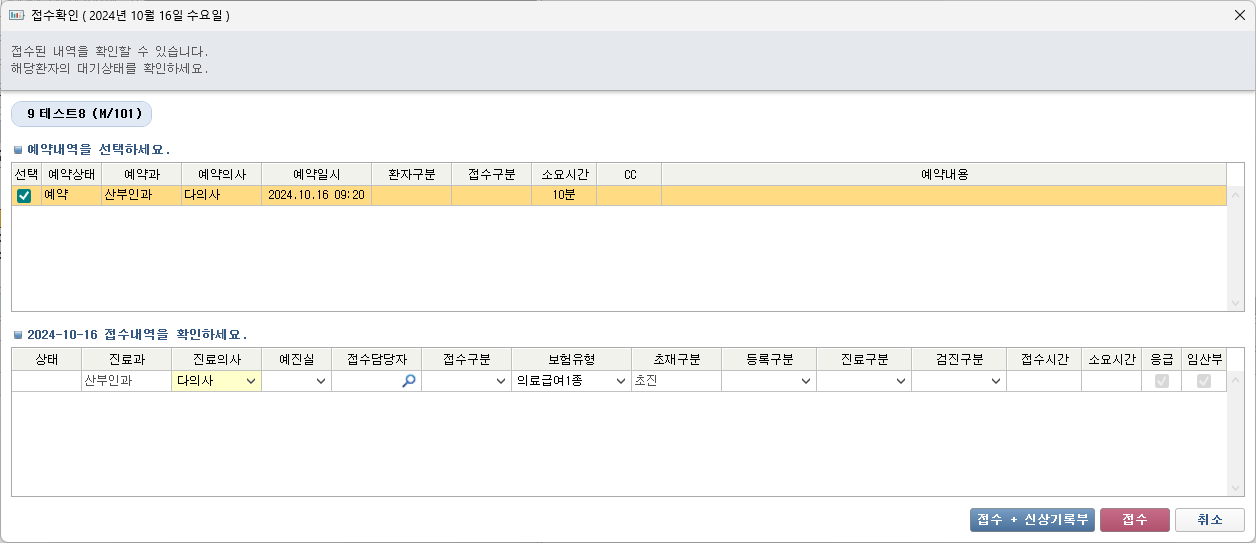 접수확인 ( 2024년 10월 16일 수요일 )
접수된 내역을 확인할 수 있습니다.
해당환자의 대기상태를 확인하세요.
9 테스트8 (M/101)
예약내역을 선택하세요.
선택 예약상태 예약과 예약의사 예약일시 환자구분 접수구분 소요시간 CC 예약내용
예약 산부인과 다의사 2024.10.16 09:20 10분
2024-10-16 접수내역을 확인하세요.
상태 진료과 진료의사 예진실 접수담당자 접수구분 보험유형 초재구분 등록구분 진료구분 검진구분 접수시간 소요시간 응급 임산부
산부인과 다의사 의료급여1종 초진
접수 + 신상기록부 접수 취소